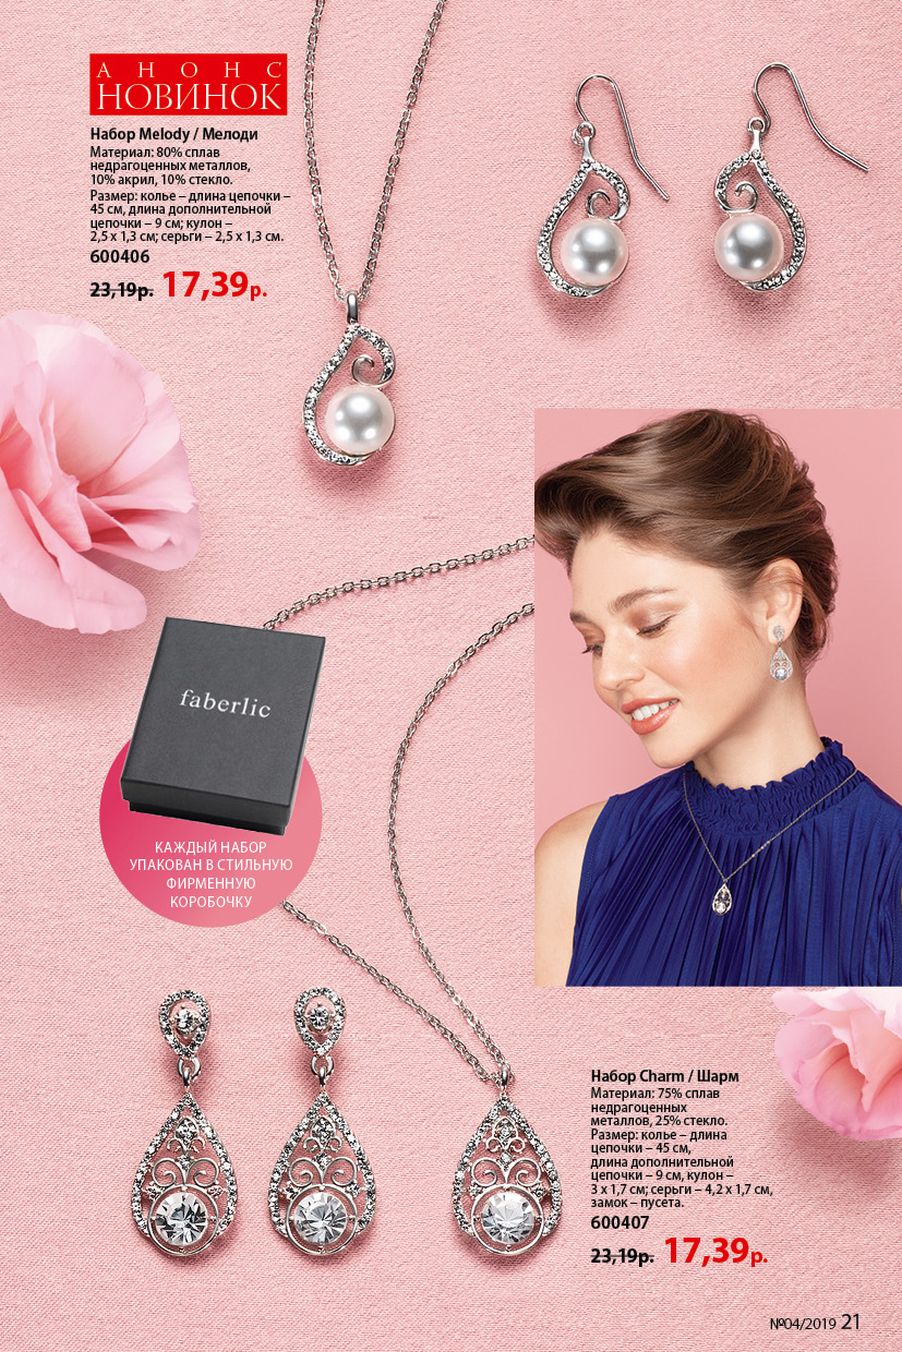 АНОНС
НОВИНОК
Набор Melody / Мелоди
Материал: 80% сплав
недрагоценных металлов,
10% акрил, 10% стекло.
Размер: колье – длина цепочки –
45 см, длина дополнительной
цепочки – 9 см; кулон –
2,5 х 1,3 см; серьги – 2,5 х 1,3 см.
600406
23,19р. 17,39р.
faberlic
КАЖДЫЙ НАБОР
УПАКОВАН В СТИЛЬНУЮ
ФИРМЕННУЮ
КОРОБОЧКУ
Набор Charm / Шарм
Материал: 75% сплав
недрагоценных
металлов, 25% стекло.
Размер: колье – длина
цепочки – 45 см,
длина дополнительной
цепочки – 9 см, кулон –
3 х 1,7 см; серьги – 4,2 х 1,7 см,
замок – пусета.
600407
23,19р. 17,39р.
№04/2019 21